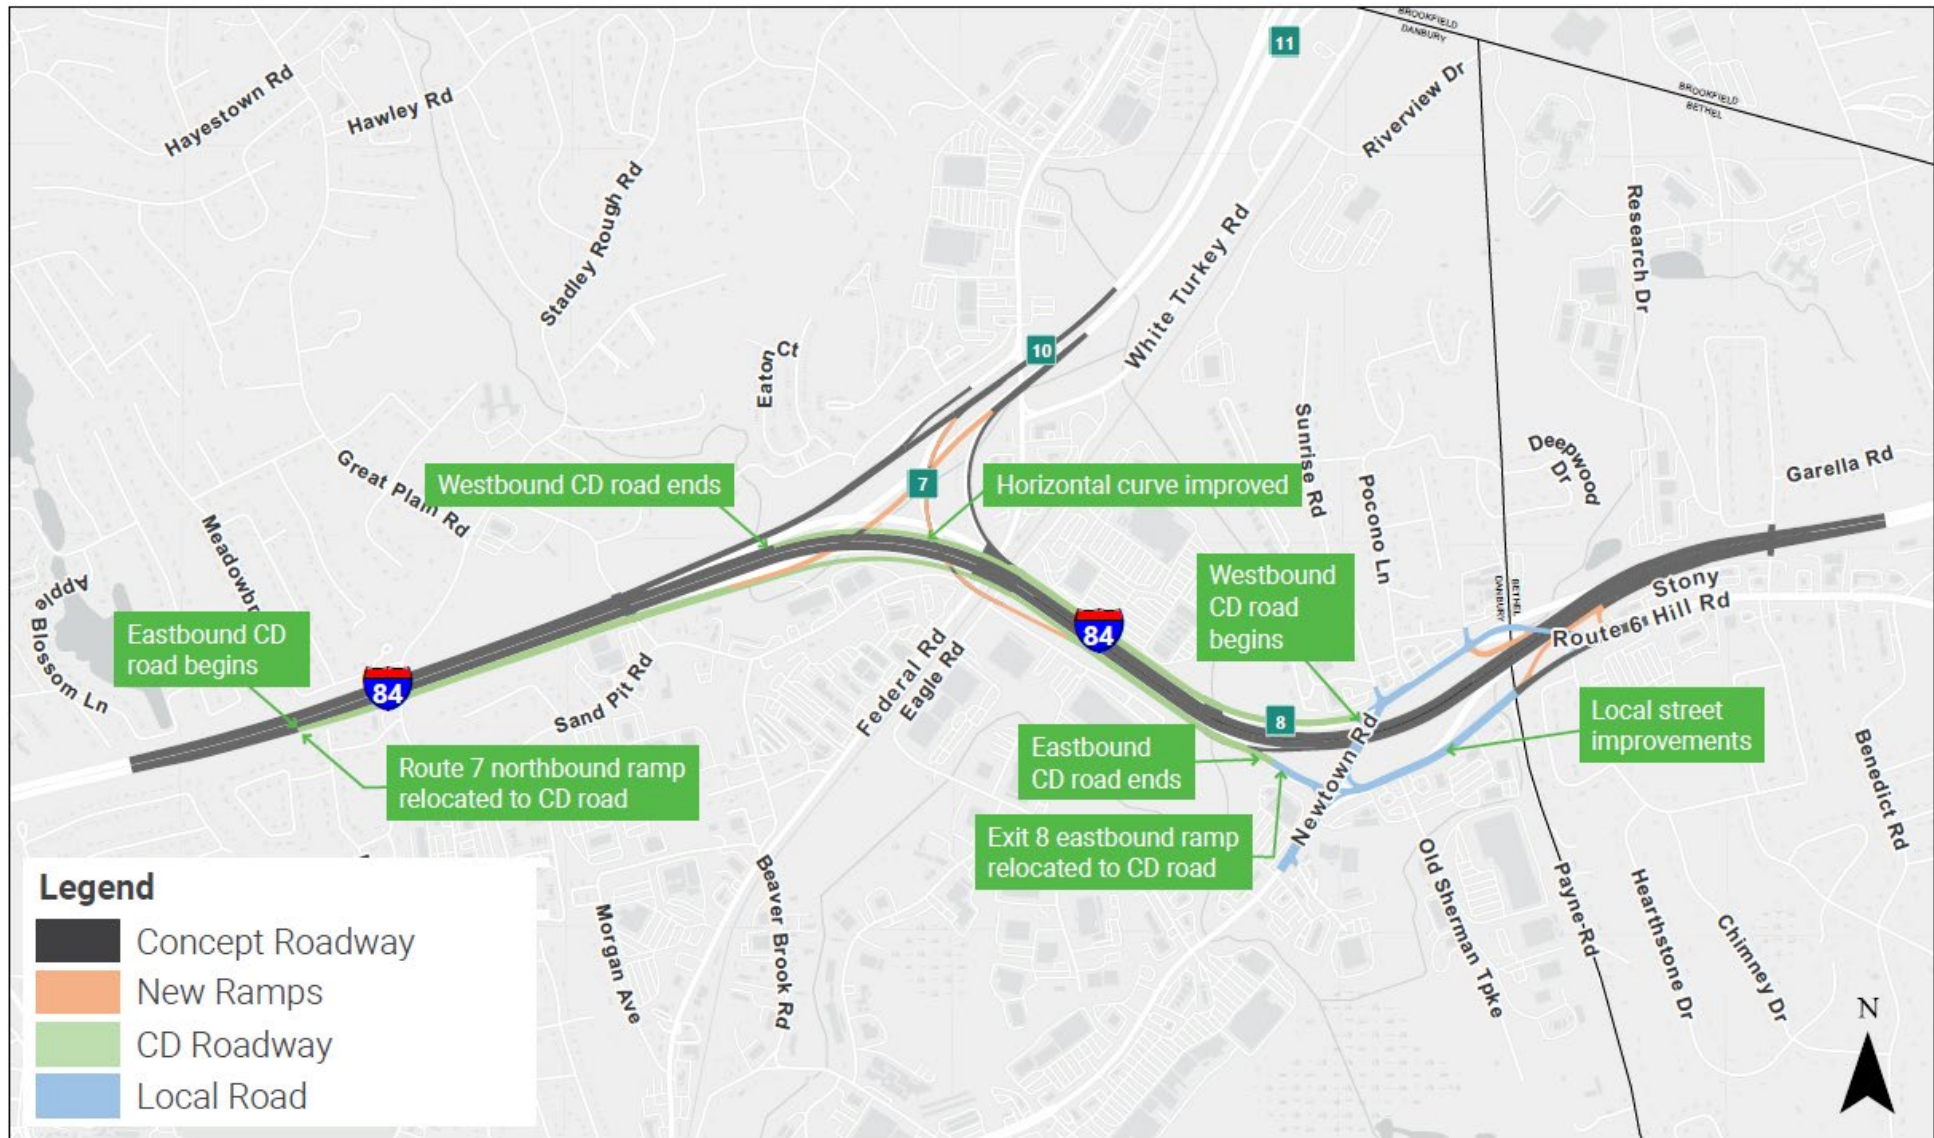 BROOKFIELD
DANBURY
11
Hayestown Rd
Hawley Rd
Riverview Dr
BROOKFIELD
BETHEL
Stadley Rough Rd
Research Dr
White Turkey Rd
10
Eaton Ct
Sunrise Rd
Deepwood
Dr
Garella Rd
Great Plain Rd
Westbound CD road ends
7
Horizontal curve improved
Pocono Ln
Meadowbr
Apple Blossom Ln
Westbound
CD road
begins
DANBURY
BETHEL
Stony
Hill Rd
Route 6
Eastbound CD
road begins
84
84
Sand Pit Rd
Federal Rd
Eagle Rd
8
Newtown Rd
Local street
improvements
Route 7 northbound ramp
relocated to CD road
Eastbound
CD road ends
Exit 8 eastbound ramp
relocated to CD road
Benedict Rd
Old Sherman Tpke
Payne Rd
Hearthstone Dr
Chimney Dr
Beaver Brook Rd
Morgan Ave
Legend
Concept Roadway
New Ramps
CD Roadway
Local Road
N